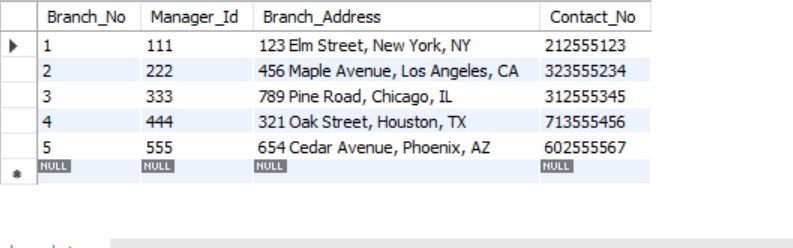 Branch_No Manager_Id Branch_Address Contact_No
1 111 123 Elm Street, New York, NY 212555123
2 222 456 Maple Avenue, Los Angeles, CA 323555234
3 333 789 Pine Road, Chicago, IL 312555345
4 444 321 Oak Street, Houston, TX 713555456
5 555 654 Cedar Avenue, Phoenix, AZ 602555567
NULL NULL NULL NULL